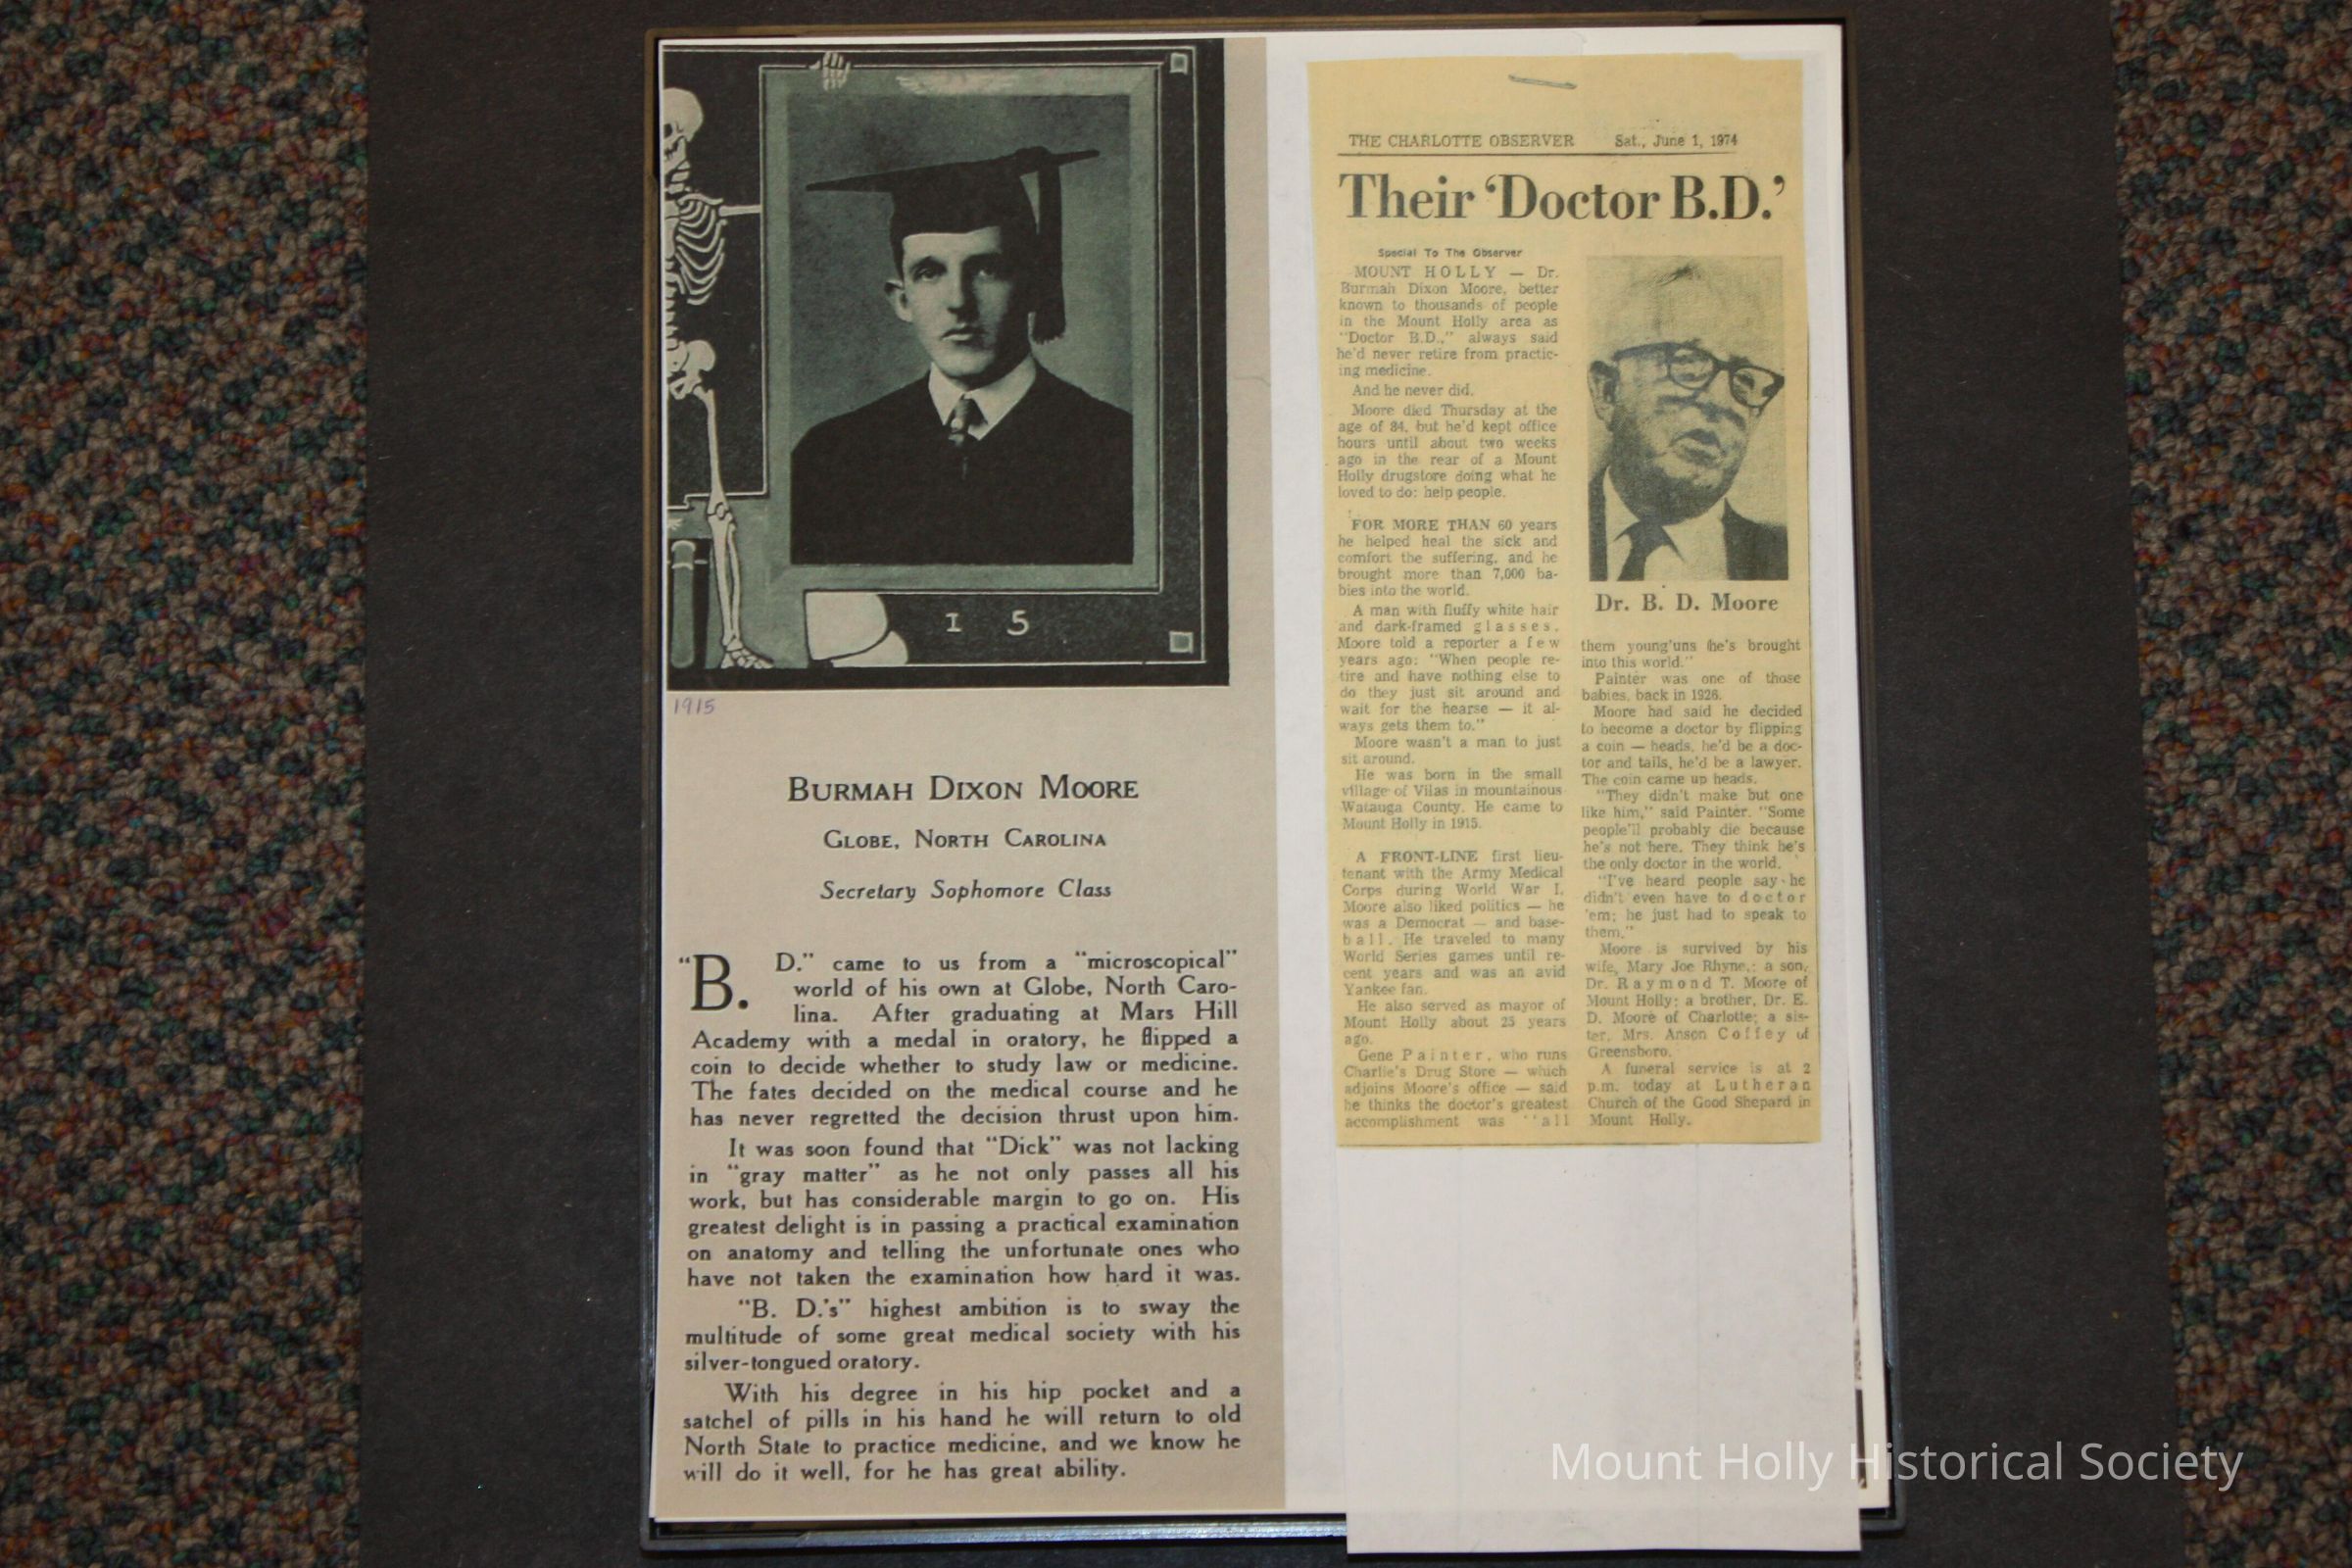 1 5
1915
BURMAH DIXON MOORE
GLOBE, NORTH CAROLINA
Secretary Sophomore Class
"B. D." came to us from a "microscopical"
world of his own at Globe, North Caro-
lina. After graduating at Mars Hill
Academy with a medal in oratory, he flipped a
coin to decide whether to study law or medicine.
The fates decided on the medical course and he
has never regretted the decision thrust upon him.
It was soon found that "Dick" was not lacking
in "gray matter" as he not only passes all his
work, but has considerable margin to go on. His
greatest delight is in passing a practical examination
on anatomy and telling the unfortunate ones who
have not taken the examination how hard it was.
"B. D.'s" highest ambition is to sway the
multitude of some great medical society with his
silver-tongued oratory.
With his degree in his hip pocket and a
satchel of pills in his hand he will return to old
North State to practice medicine, and we know he
will do it well, for he has great ability.
THE CHARLOTTE OBSERVER Sat., June 1, 1974
Their 'Doctor B.D.'
Special To The Observer
MOUNT HOLLY — Dr.
Burmah Dixon Moore, better
known to thousands of people
in the Mount Holly area as
"Doctor B.D.," always said
he'd never retire from practic-
ing medicine.
And he never did.
Moore died Thursday at the
age of 84, but he'd kept office
hours until about two weeks
ago in the rear of a Mount
Holly drugstore doing what he
loved to do: help people.
FOR MORE THAN 60 years
he helped heal the sick and
comfort the suffering, and he
brought more than 7,000 ba-
bies into the world.
A man with fluffy white hair
and dark-framed glasses,
Moore told a reporter a few
years ago: "When people re-
tire and have nothing else to
do they just sit around and
wait for the hearse — it al-
ways gets them to."
Moore wasn't a man to just
sit around.
He was born in the small
village of Vilas in mountainous
Watauga County. He came to
Mount Holly in 1915.
A FRONT-LINE first lieu-
tenant with the Army Medical
Corps during World War I,
Moore also liked politics — he
was a Democrat — and base-
ball. He traveled to many
World Series games until re-
cent years and was an avid
Yankee fan.
He also served as mayor of
Mount Holly about 25 years
ago.
Gene Painter, who runs
Charlie's Drug Store — which
adjoins Moore's office — said
he thinks the doctor's greatest
accomplishment was "all
Dr. B. D. Moore
them young'uns he's brought
into this world."
Painter was one of those
babies, back in 1926.
Moore had said he decided
to become a doctor by flipping
a coin — heads, he'd be a doc-
tor and tails, he'd be a lawyer.
The coin came up heads.
"They didn't make but one
like him," said Painter. "Some
people'll probably die because
he's not here. They think he's
the only doctor in the world.
"I've heard people say he
didn't even have to doctor
'em; he just had to speak to
them."
Moore is survived by his
wife, Mary Joe Rhyne,; a son,
Dr. Raymond T. Moore of
Mount Holly; a brother, Dr. E.
D. Moore of Charlotte; a sis-
ter, Mrs. Anson Coffey of
Greensboro.
A funeral service is at 2
p.m. today at Lutheran
Church of the Good Shepard in
Mount Holly.
Mount Holly Historical Society